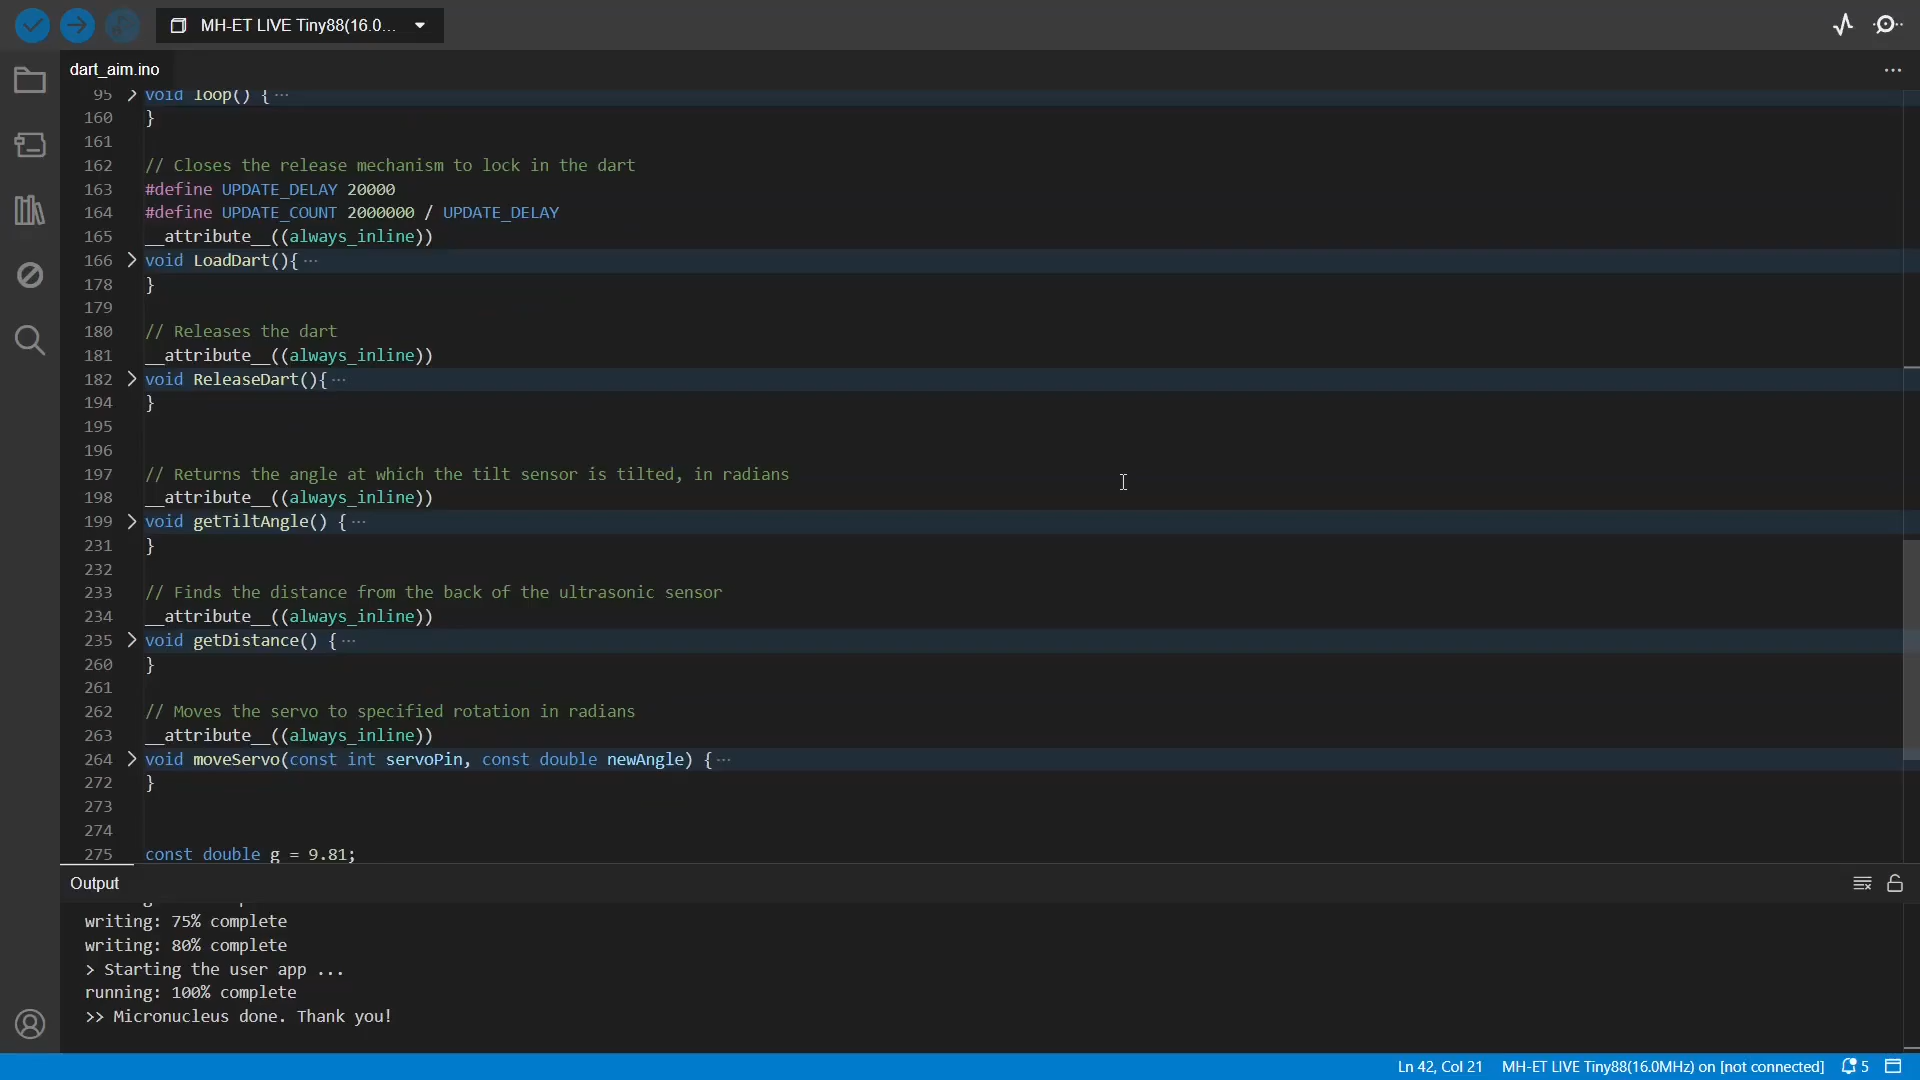 MH-ET LIVE Tiny88(16.0...
dart_aim.ino
95 void loop() { ...
160 }
161
162 // Closes the release mechanism to lock in the dart
163 #define UPDATE_DELAY 20000
164 #define UPDATE_COUNT 2000000 / UPDATE_DELAY
165 __attribute__((always_inline))
166 void LoadDart(){ ...
178 }
179
180 // Releases the dart
181 __attribute__((always_inline))
182 void ReleaseDart(){ ...
194 }
195
196
197 // Returns the angle at which the tilt sensor is tilted, in radians
198 __attribute__((always_inline))
199 void getTiltAngle() { ...
231 }
232
233 // Finds the distance from the back of the ultrasonic sensor
234 __attribute__((always_inline))
235 void getDistance() { ...
260 }
261
262 // Moves the servo to specified rotation in radians
263 __attribute__((always_inline))
264 void moveServo(const int servoPin, const double newAngle) { ...
272 }
273
274
275 const double g = 9.81;
Output
writing: 75% complete
writing: 80% complete
> Starting the user app ...
running: 100% complete
>> Micronucleus done. Thank you!
Ln 42, Col 21 MH-ET LIVE Tiny88(16.0MHz) on [not connected] 5